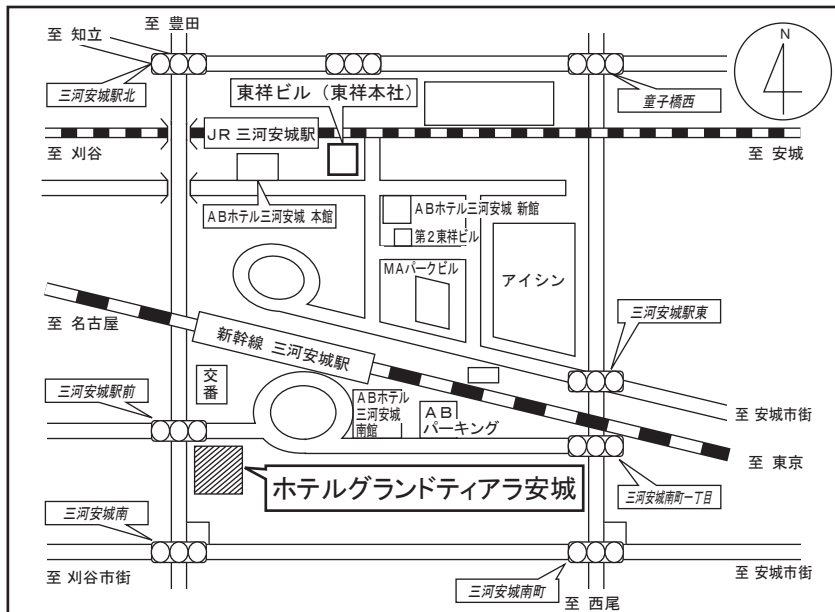 至 豊田
至 知立
N
三河安城駅北
東祥ビル（東祥本社）
童子橋西
JR 三河安城駅
至 刈谷
至 安城
ABホテル三河安城 本館
ABホテル三河安城 新館
第2東祥ビル
MAパークビル
アイシン
至 名古屋
新幹線 三河安城駅
三河安城駅東
交番
三河安城駅前
ABホテル
三河安城
南館
AB
パーキング
至 安城市街
至 東京
ホテルグランドティアラ安城
三河安城南町一丁目
三河安城南
至 刈谷市街
三河安城南町
至 安城市街
至 西尾